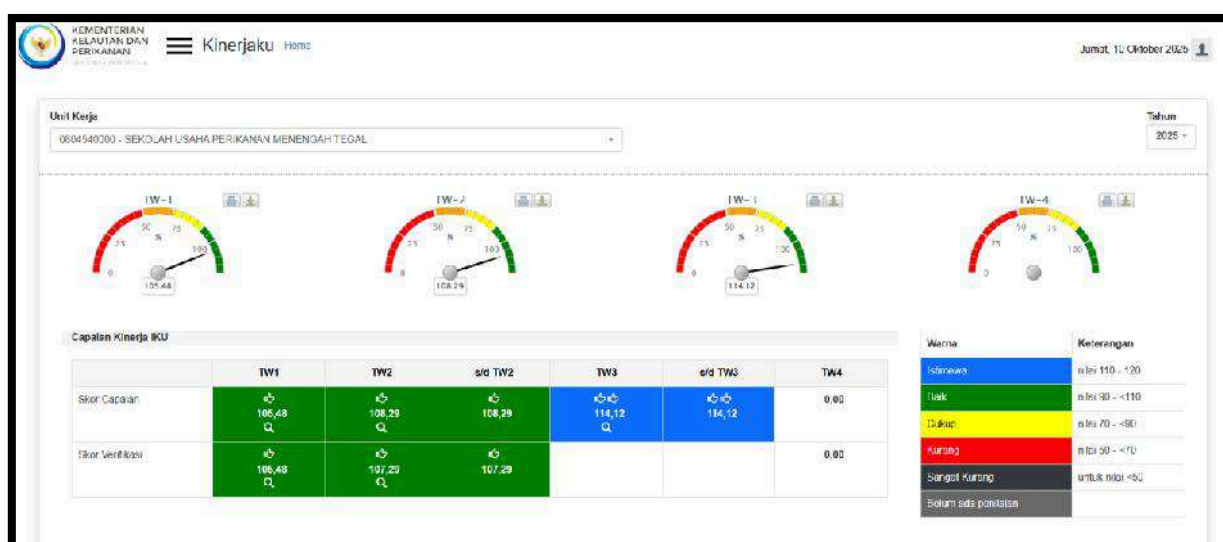 KEMENTERIAN
KELAUTAN DAN
PERIKANAN
Kinerjaku Home
Jumat, 10 Oktober 2025
Unit Kerja
Tahun
0804540000 - SEKOLAH USAHA PERIKANAN MENENGAH TEGAL
2025
TW-1
0 25 50 75 100
%
105.48
TW-2
0 25 50 75 100
%
108.29
TW-3
0 25 50 75 100
%
114.12
TW-4
0 25 50 75 100
%
Capaian Kinerja IKU
TW1 TW2 s/d TW2 TW3 s/d TW3 TW4
Skor Capaian 105,48 108,29 108,29 114,12 114,12 0,00
Skor Verifikasi 105,48 107,29 107,29 0,00
Warna Keterangan
Istimewa nilai 110 - 120
Baik nilai 90 - <110
Cukup nilai 70 - <90
Kurang nilai 50 - <70
Sangat Kurang untuk nilai <50
Belum ada penilaian